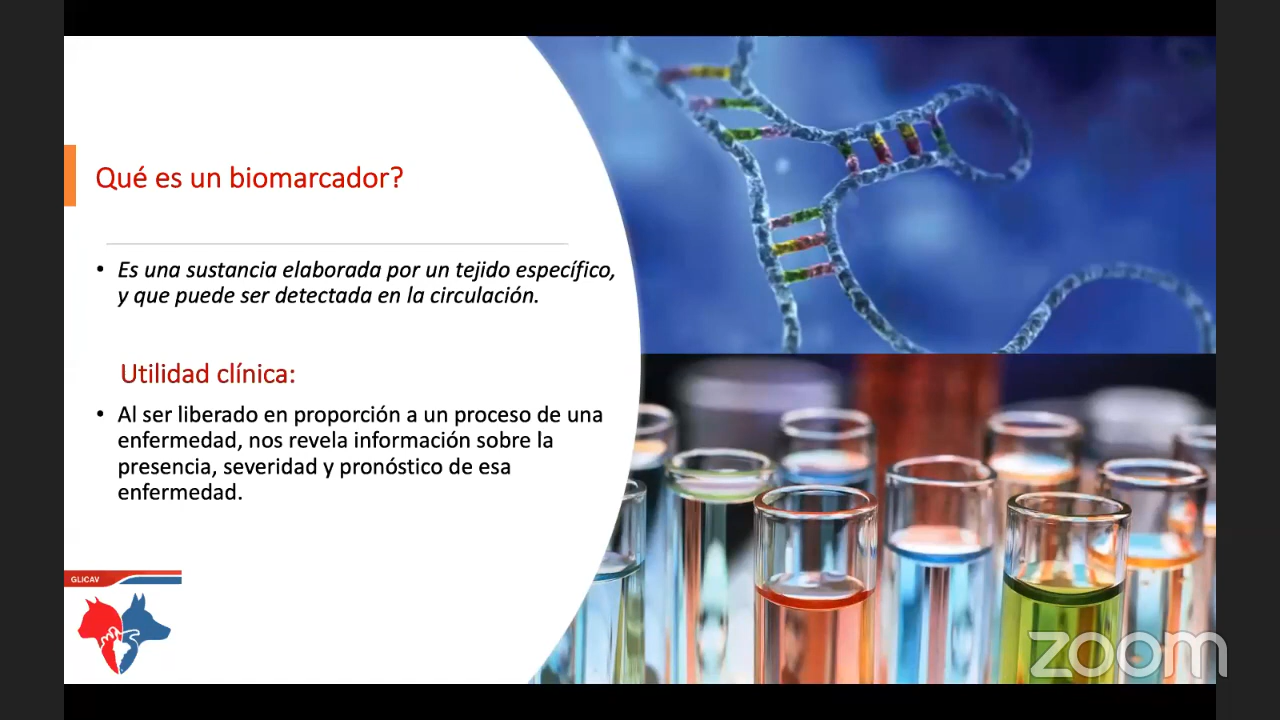 Qué es un biomarcador?
• Es una sustancia elaborada por un tejido específico,
y que puede ser detectada en la circulación.
Utilidad clínica:
• Al ser liberado en proporción a un proceso de una
enfermedad, nos revela información sobre la
presencia, severidad y pronóstico de esa
enfermedad.
GLICAV
zoom